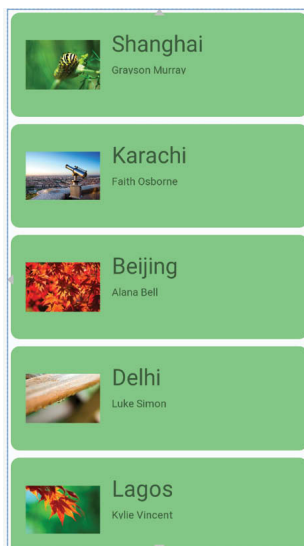 Shanghai
Grayson Murray
Karachi
Faith Osborne
Beijing
Alana Bell
Delhi
Luke Simon
Lagos
Kylie Vincent